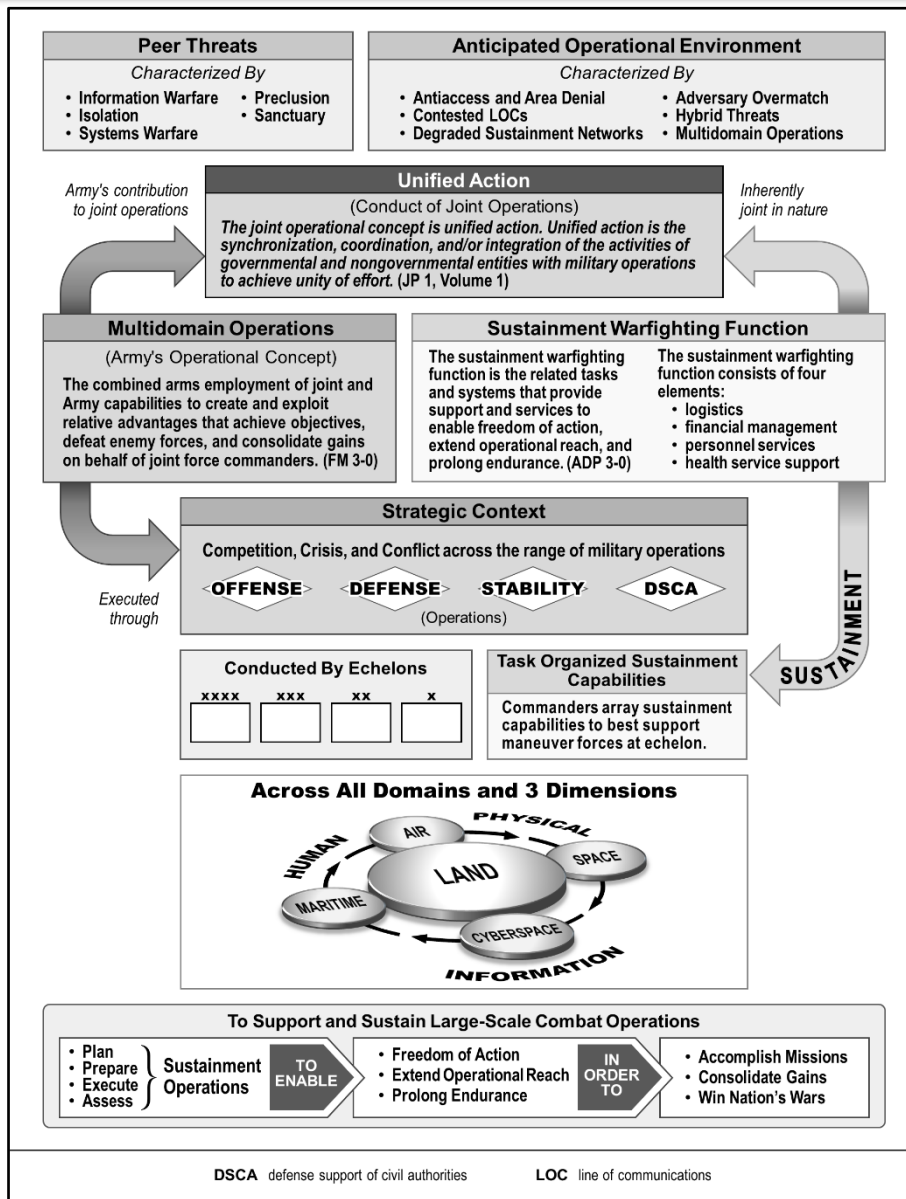 Peer Threats
Characterized By
• Information Warfare
• Isolation
• Systems Warfare
• Preclusion
• Sanctuary
Anticipated Operational Environment
Characterized By
• Antiaccess and Area Denial
• Contested LOCs
• Degraded Sustainment Networks
• Adversary Overmatch
• Hybrid Threats
• Multidomain Operations
Army's contribution
to joint operations
Unified Action
(Conduct of Joint Operations)
The joint operational concept is unified action. Unified action is the
synchronization, coordination, and/or integration of the activities of
governmental and nongovernmental entities with military operations
to achieve unity of effort. (JP 1, Volume 1)
Inherently
joint in nature
Multidomain Operations
(Army's Operational Concept)
The combined arms employment of joint and
Army capabilities to create and exploit
relative advantages that achieve objectives,
defeat enemy forces, and consolidate gains
on behalf of joint force commanders. (FM 3-0)
Sustainment Warfighting Function
The sustainment warfighting
function is the related tasks
and systems that provide
support and services to
enable freedom of action,
extend operational reach, and
prolong endurance. (ADP 3-0)
The sustainment warfighting
function consists of four
elements:
• logistics
• financial management
• personnel services
• health service support
Executed
through
Strategic Context
Competition, Crisis, and Conflict across the range of military operations
OFFENSE DEFENSE STABILITY DSCA
(Operations)
SUSTAINMENT
Conducted By Echelons
xxxx xxx xx x
Task Organized Sustainment
Capabilities
Commanders array sustainment
capabilities to best support
maneuver forces at echelon.
Across All Domains and 3 Dimensions
HUMAN
PHYSICAL
INFORMATION
AIR
SPACE
LAND
MARITIME
CYBERSPACE
To Support and Sustain Large-Scale Combat Operations
• Plan
• Prepare
• Execute
• Assess
Sustainment
Operations
TO
ENABLE
• Freedom of Action
• Extend Operational Reach
• Prolong Endurance
IN
ORDER
TO
• Accomplish Missions
• Consolidate Gains
• Win Nation's Wars
DSCA defense support of civil authorities LOC line of communications